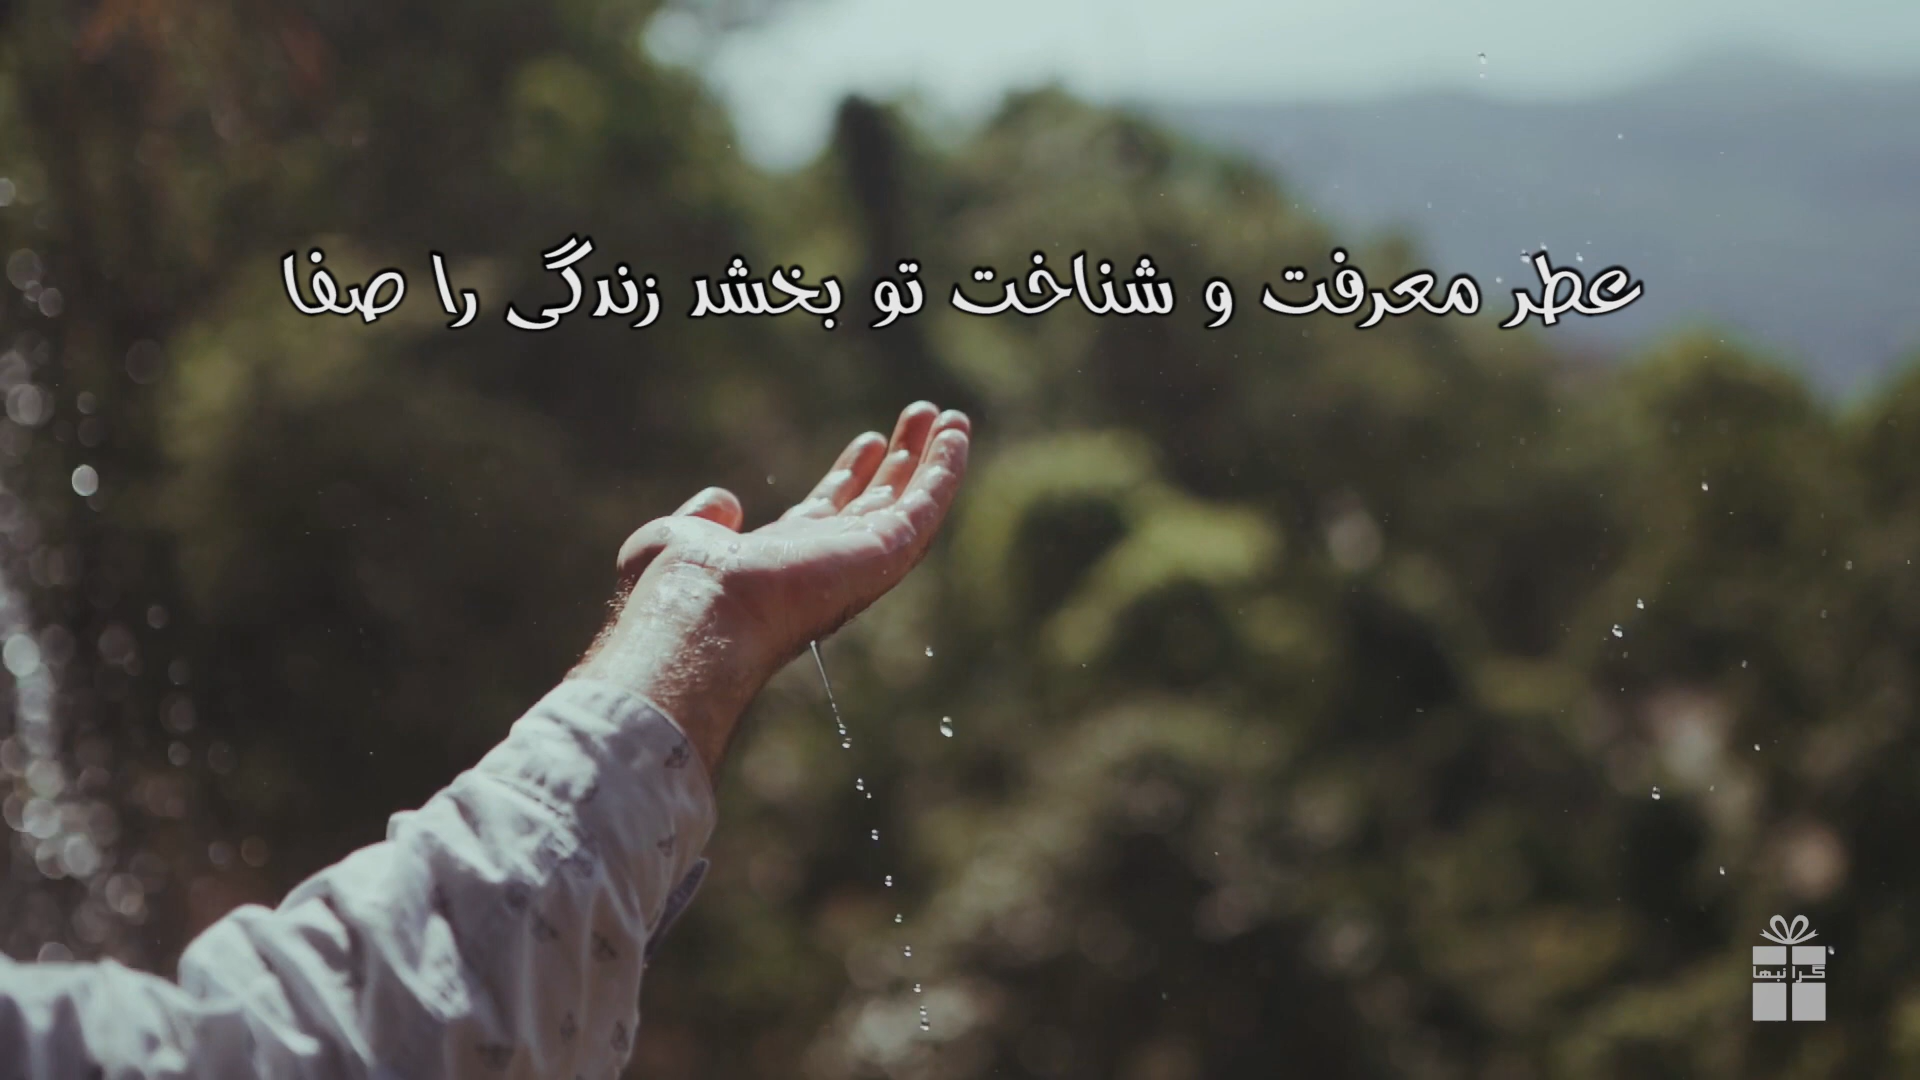 عطر معرفت و شناخت تو بخشد زندگی را صفا
گرانبها